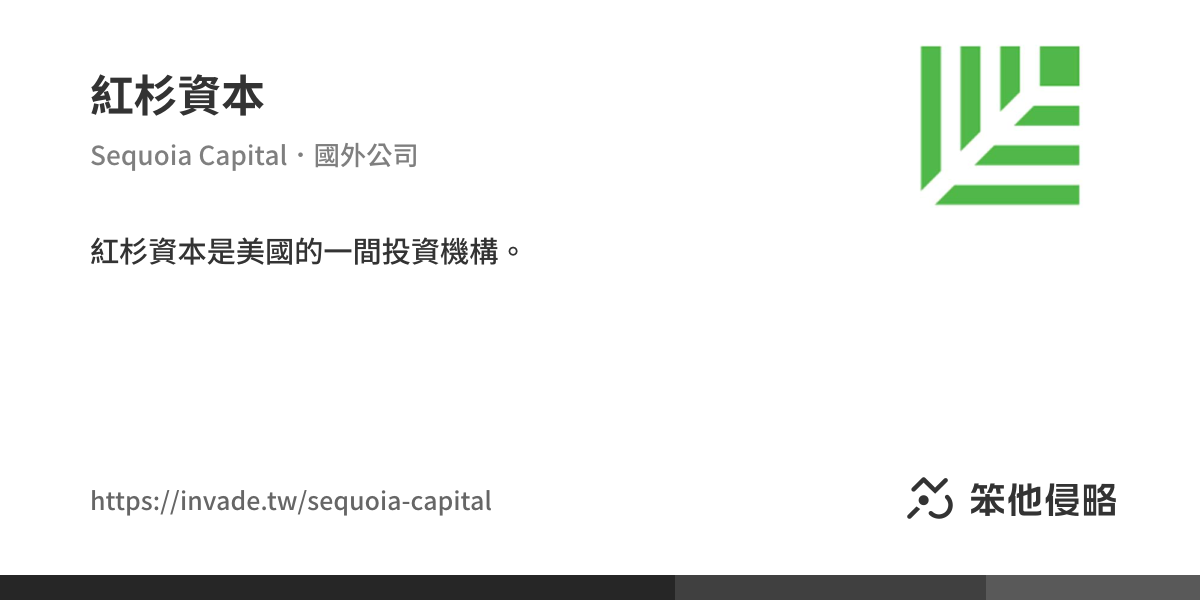 紅杉資本
Sequoia Capital・國外公司
紅杉資本是美國的一間投資機構。
https://invade.tw/sequoia-capital
笨他侵略